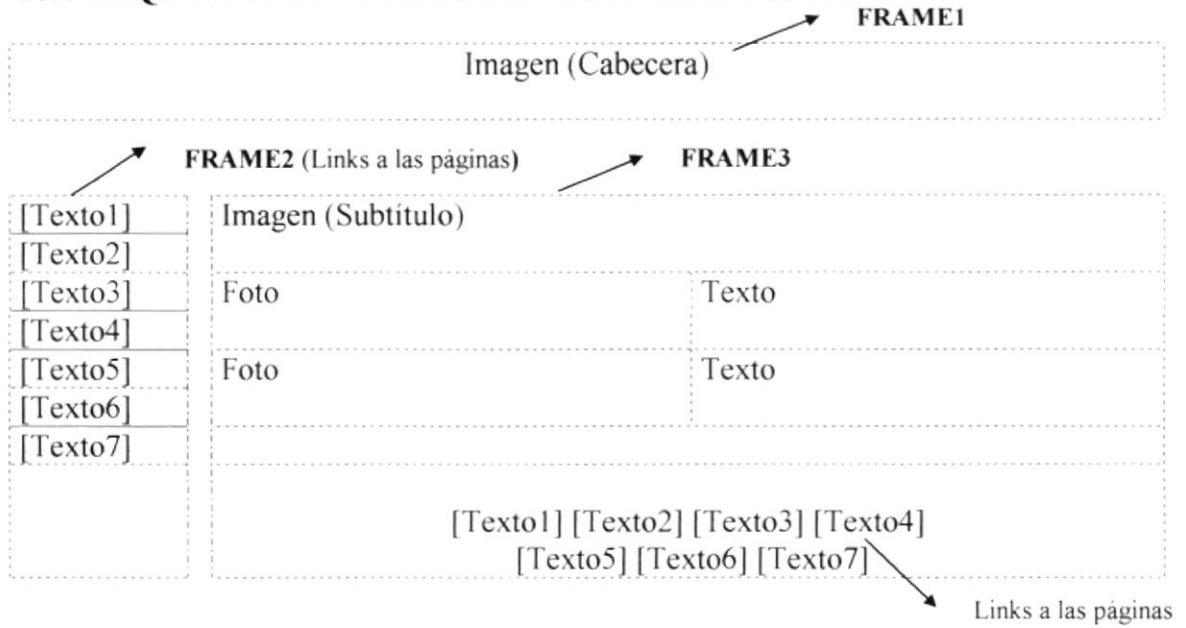 FRAME1
Imagen (Cabecera)
FRAME2 (Links a las páginas)
FRAME3
[Texto1]
[Texto2]
[Texto3]
[Texto4]
[Texto5]
[Texto6]
[Texto7]
Imagen (Subtítulo)
Foto Texto
Foto Texto
[Texto1] [Texto2] [Texto3] [Texto4]
[Texto5] [Texto6] [Texto7]
Links a las páginas